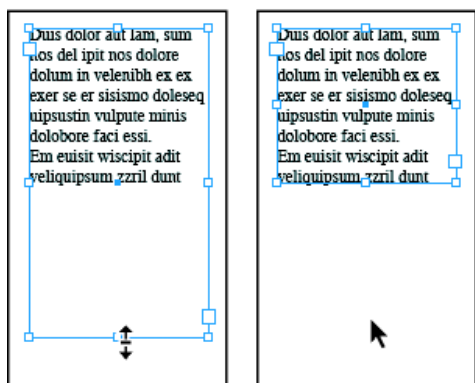 Duis dolor aut lam, sum
nos del ipit nos dolore
dolum in velenibh ex ex
exer se er sisismo doleseq
uipsustin vulpute minis
dolobore faci essi.
Em euisit wiscipit adit
veliquipsum zzril dunt
Duis dolor aut lam, sum
nos del ipit nos dolore
dolum in velenibh ex ex
exer se er sisismo doleseq
uipsustin vulpute minis
dolobore faci essi.
Em euisit wiscipit adit
veliquipsum zzril dunt